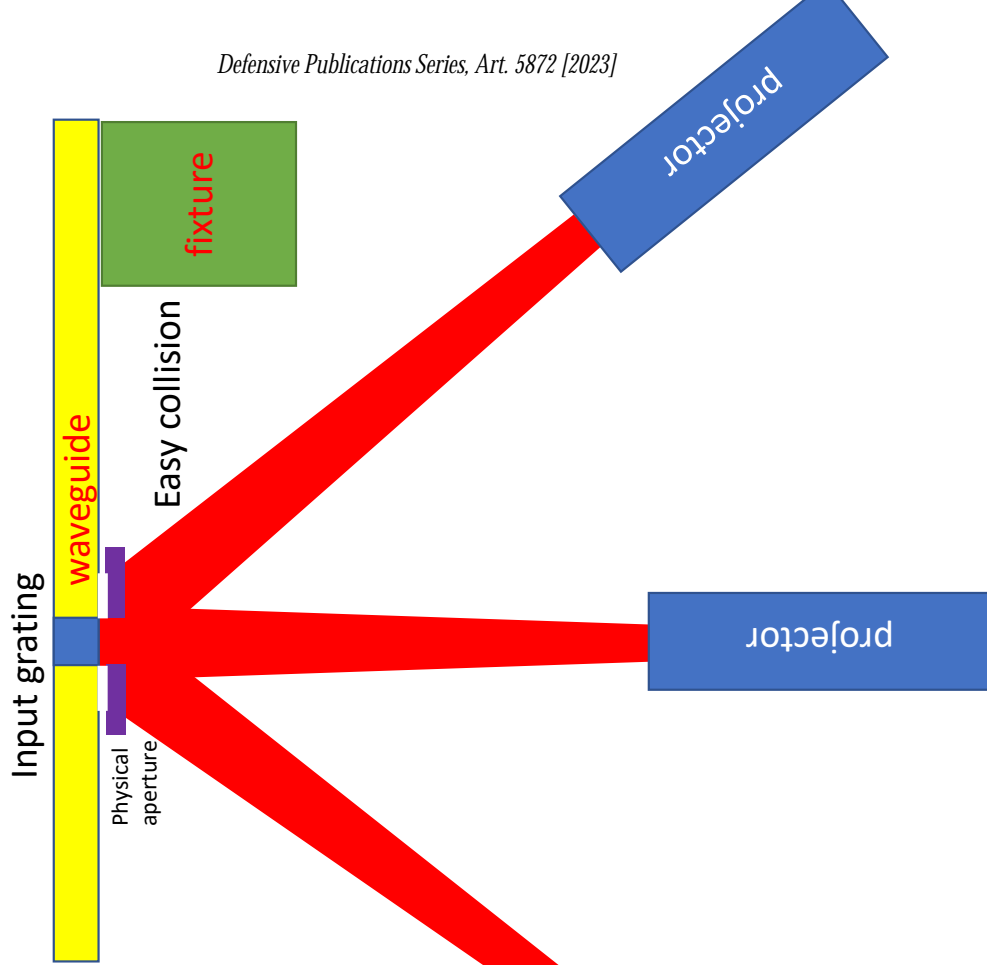 Defensive Publications Series, Art. 5872 [2023]
projector
fixture
Easy collision
waveguide
Input grating
projector
Physical
aperture